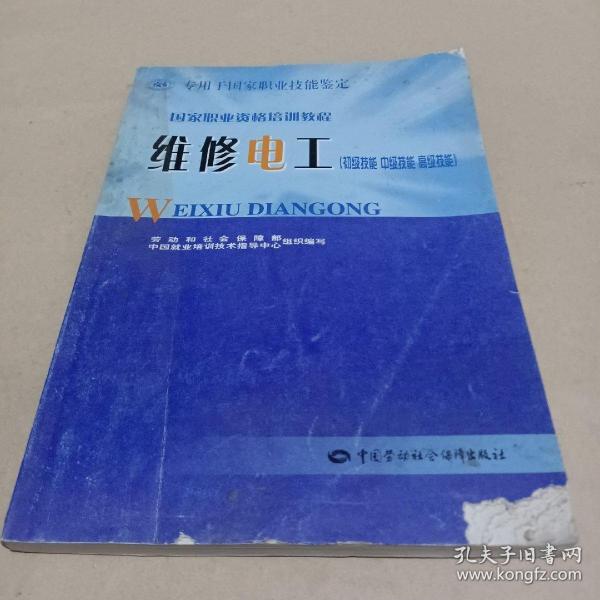 专用于国家职业技能鉴定
国家职业资格培训教程
维修电工(初级技能 中级技能 高级技能)
WEIXIU DIANGONG
劳动和社会保障部
中国就业培训技术指导中心 组织编写
中国劳动社会保障出版社
孔夫子旧书网
www.kongfz.com